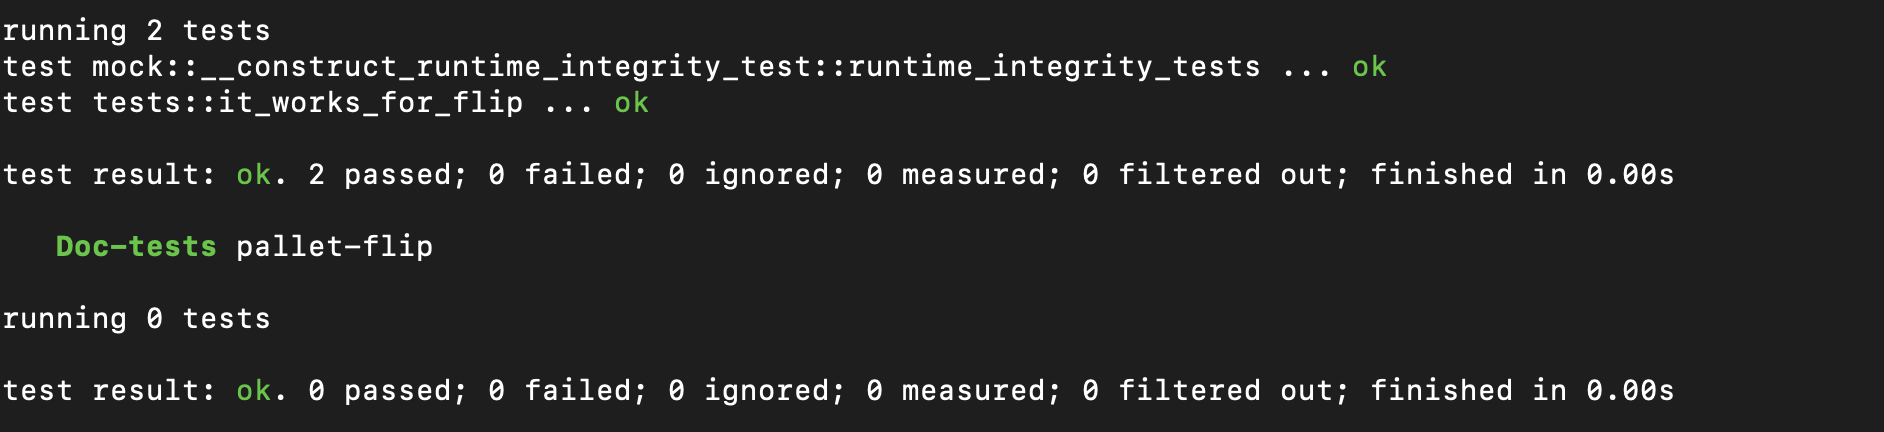 running 2 tests
test mock::__construct_runtime_integrity_test::runtime_integrity_tests ... ok
test tests::it_works_for_flip ... ok
test result: ok. 2 passed; 0 failed; 0 ignored; 0 measured; 0 filtered out; finished in 0.00s
Doc-tests pallet-flip
running 0 tests
test result: ok. 0 passed; 0 failed; 0 ignored; 0 measured; 0 filtered out; finished in 0.00s